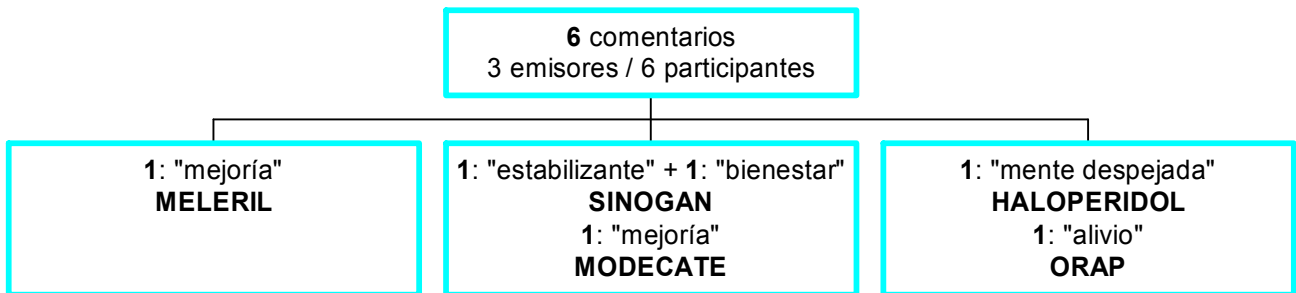 6 comentarios
3 emisores / 6 participantes
1: "mejoría"
MELERIL
1: "estabilizante" + 1: "bienestar"
SINOGAN
1: "mejoría"
MODECATE
1: "mente despejada"
HALOPERIDOL
1: "alivio"
ORAP